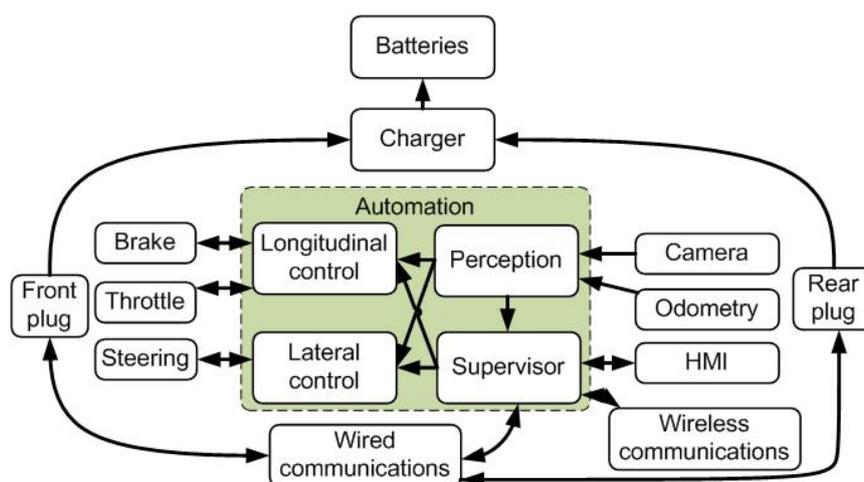 Batteries
Charger
Automation
Brake
Longitudinal
control
Perception
Camera
Front
plug
Throttle
Odometry
Rear
plug
Steering
Lateral
control
Supervisor
HMI
Wired
communications
Wireless
communications